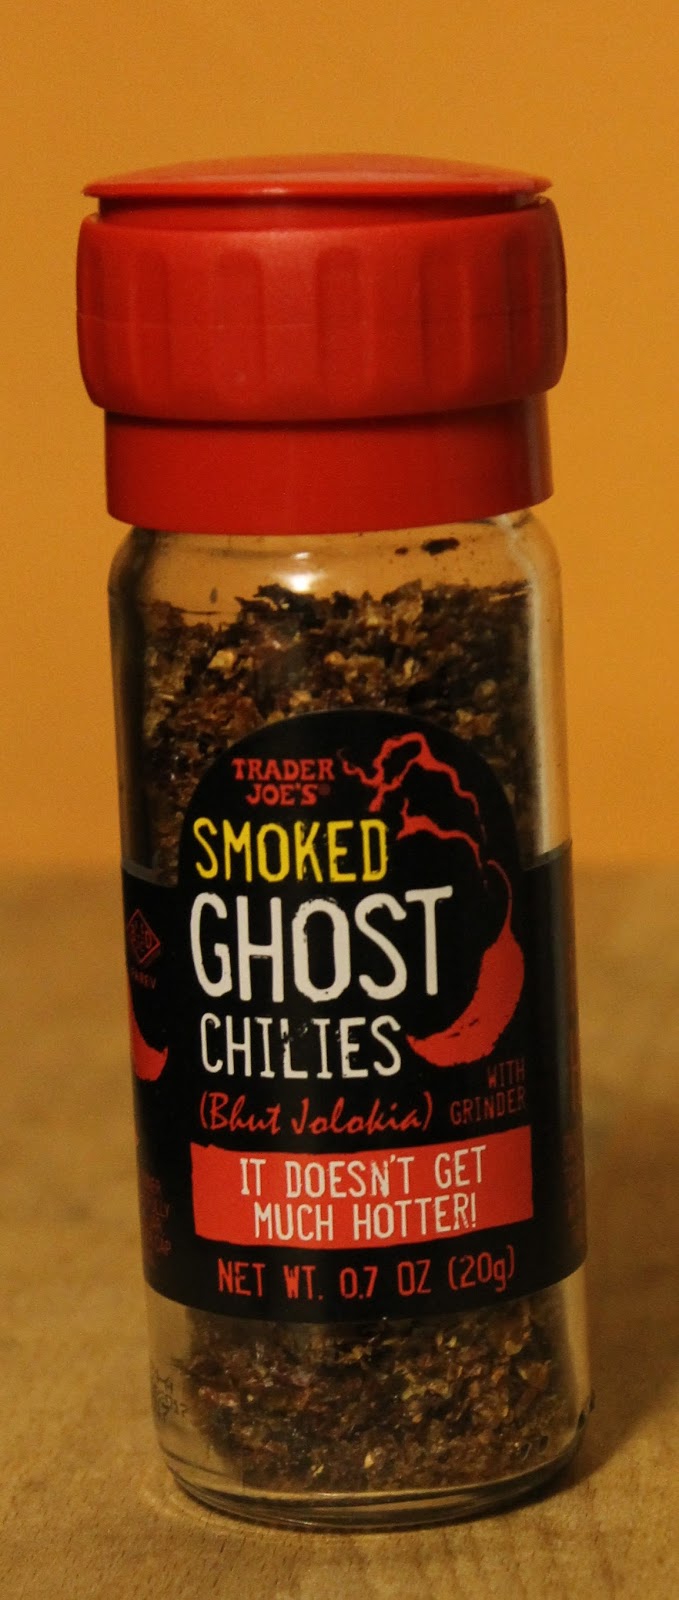 TRADER
JOE'S®
SMOKED
GHOST
CHILIES
(Bhut Jolokia)
WITH
GRINDER
IT DOESN'T GET
MUCH HOTTER!
NET WT. 0.7 OZ (20g)
CAP